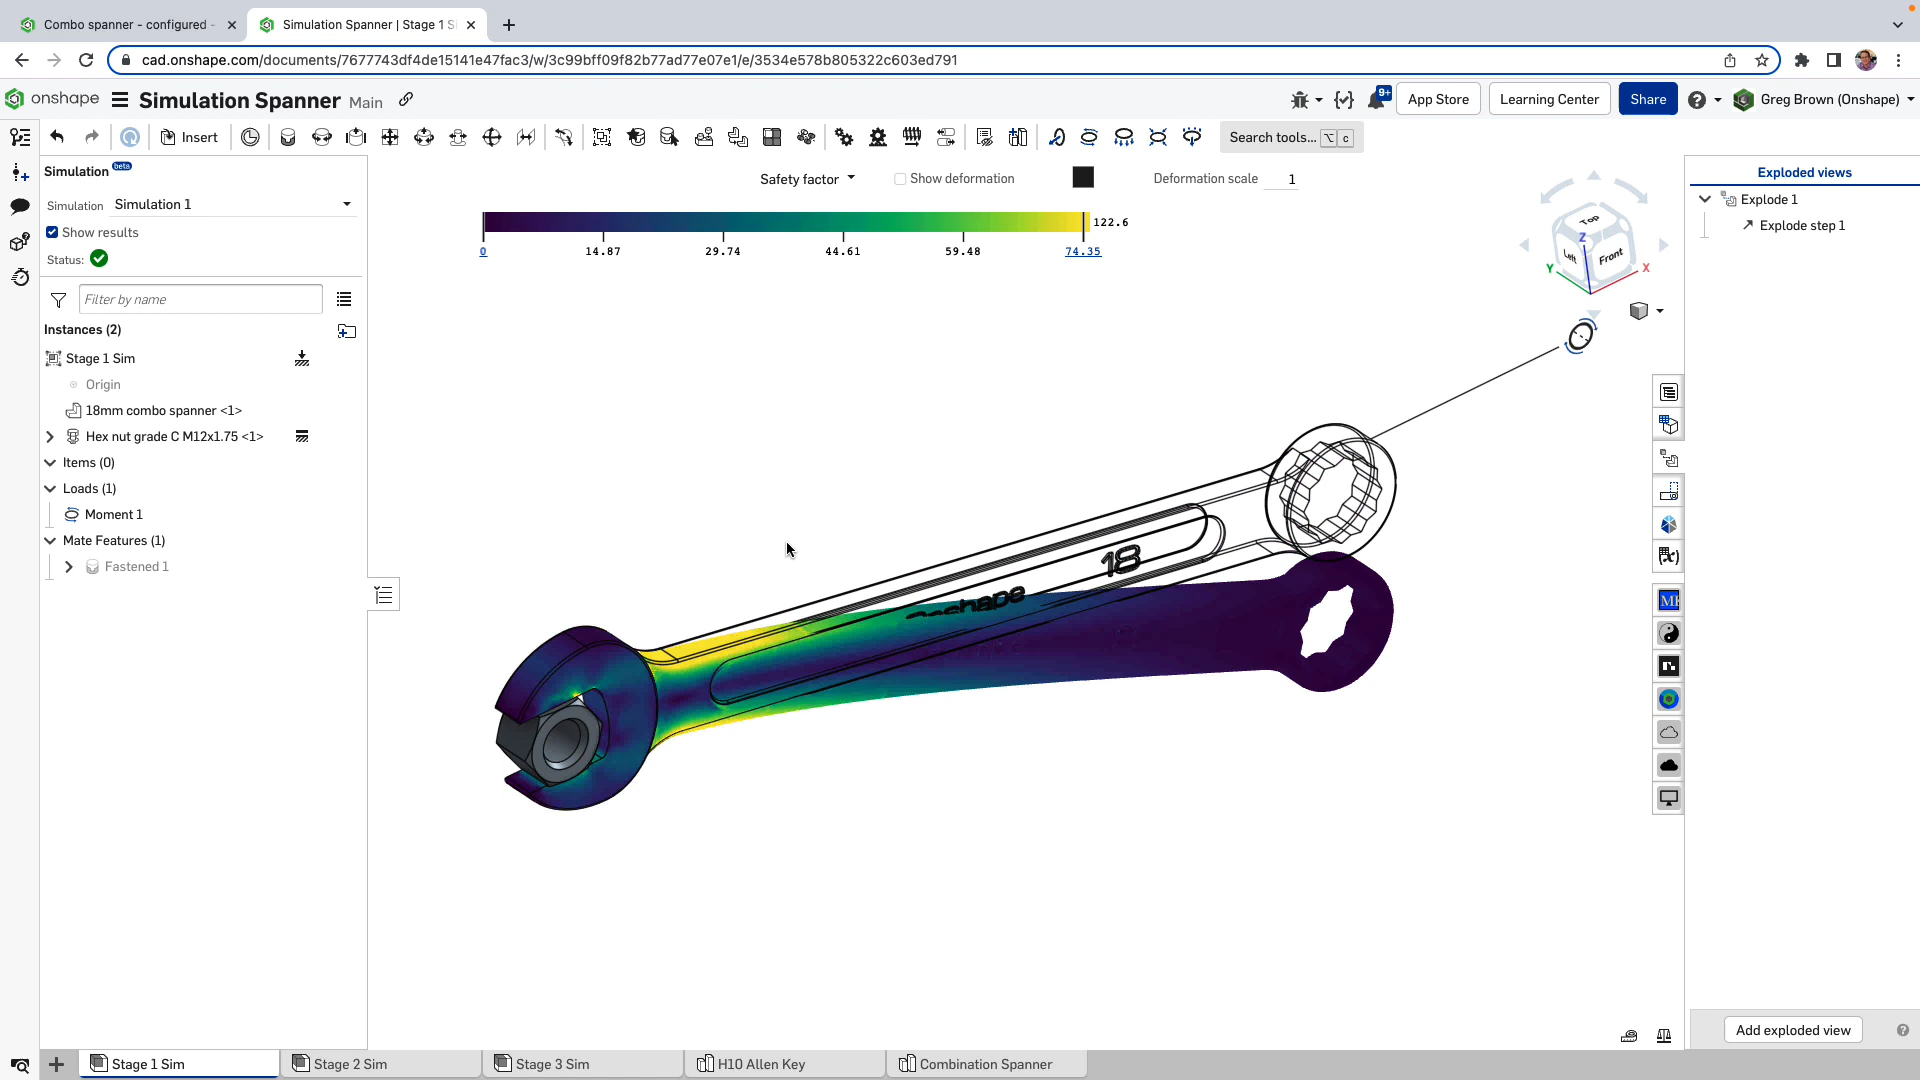 Combo spanner - configured -
Simulation Spanner | Stage 1 S
cad.onshape.com/documents/7677743df4de15141e47fac3/w/3c99bff09f82b77ad77e07e1/e/3534e578b805322c603ed791
onshape
Simulation Spanner Main
9+
App Store
Learning Center
Share
Greg Brown (Onshape)
Insert
Search tools... ⌥ c
Simulation beta
Simulation Simulation 1
Show results
Status:
Filter by name
Instances (2)
Stage 1 Sim
Origin
18mm combo spanner <1>
Hex nut grade C M12x1.75 <1>
Items (0)
Loads (1)
Moment 1
Mate Features (1)
Fastened 1
Safety factor
Show deformation
Deformation scale 1
122.6
0 14.87 29.74 44.61 59.48 74.35
Top
Z
Left
Front
Y
X
18
Exploded views
Explode 1
Explode step 1
(x)
Add exploded view
Stage 1 Sim
Stage 2 Sim
Stage 3 Sim
H10 Allen Key
Combination Spanner